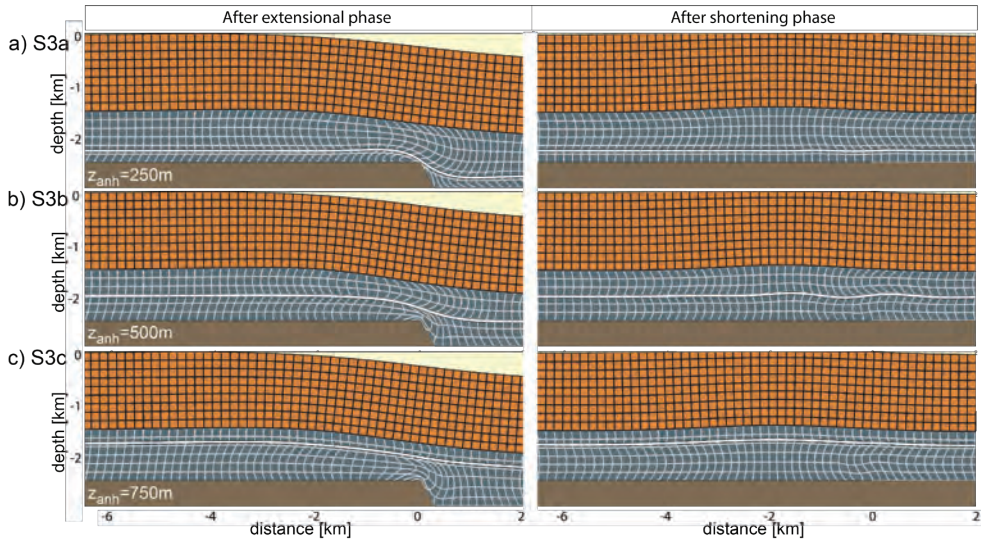 After extensional phase After shortening phase
a) S3a
0
-1
-2
depth [km]
z_anh=250m
b) S3b
0
-1
-2
depth [km]
z_anh=500m
c) S3c
0
-1
-2
depth [km]
z_anh=750m
-6 -4 -2 0 2 -6 -4 -2 0 2
distance [km] distance [km]